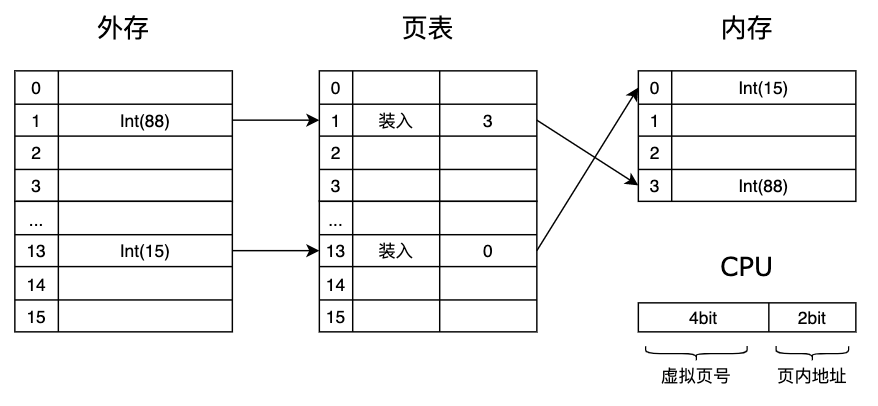 外存
0
1 Int(88)
2
3
...
13 Int(15)
14
15
页表
0
1 装入 3
2
3
...
13 装入 0
14
15
内存
0 Int(15)
1
2
3 Int(88)
CPU
4bit 2bit
虚拟页号 页内地址